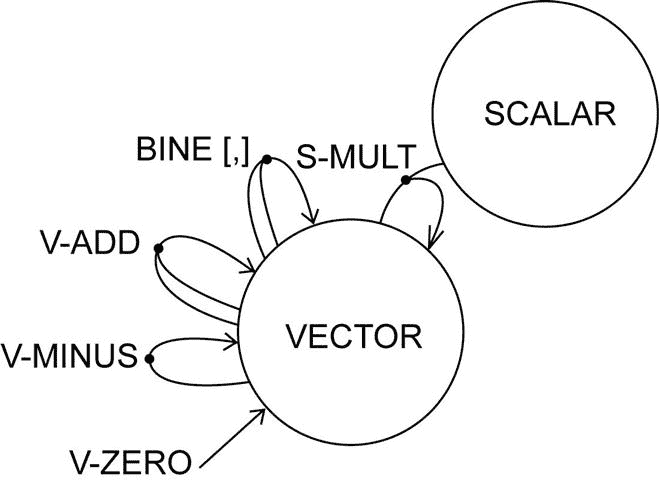 SCALAR
BINE [,]
S-MULT
V-ADD
VECTOR
V-MINUS
V-ZERO